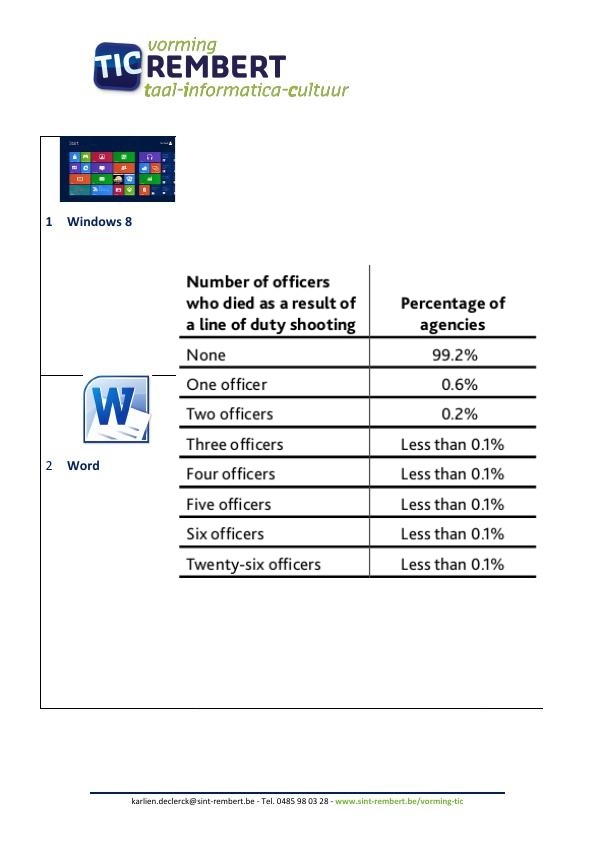 vorming
TIC REMBERT
taal-informatica-cultuur
Start
1 Windows 8
Number of officers
who died as a result of
a line of duty shooting
Percentage of
agencies
None 99.2%
One officer 0.6%
Two officers 0.2%
Three officers Less than 0.1%
Four officers Less than 0.1%
Five officers Less than 0.1%
Six officers Less than 0.1%
Twenty-six officers Less than 0.1%
W
2 Word
karlien.declerck@sint-rembert.be - Tel. 0485 98 03 28 - www.sint-rembert.be/vorming-tic